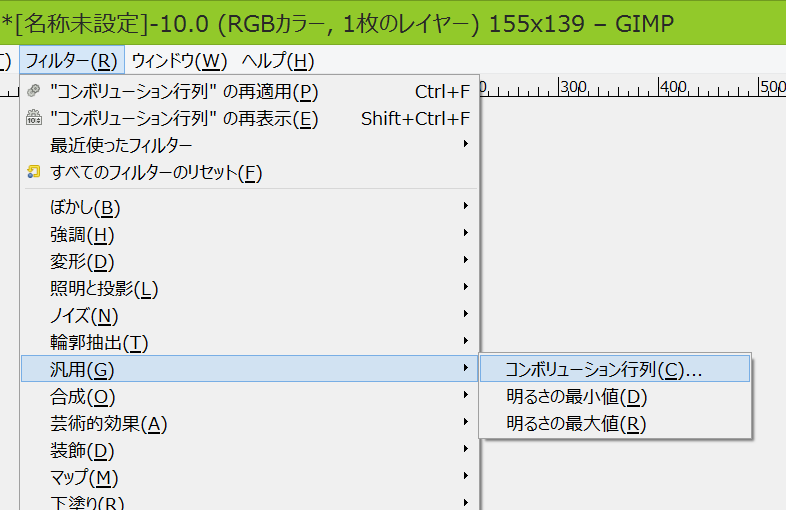 *[名称未設定]-10.0 (RGBカラー, 1枚のレイヤー) 155x139 – GIMP
) フィルター(R) ウィンドウ(W) ヘルプ(H)
"コンボリューション行列" の再適用(P) Ctrl+F
"コンボリューション行列" の再表示(E) Shift+Ctrl+F
最近使ったフィルター
すべてのフィルターのリセット(F)
ぼかし(B)
強調(H)
変形(D)
照明と投影(L)
ノイズ(N)
輪郭抽出(T)
汎用(G)
合成(O)
芸術的効果(A)
装飾(D)
マップ(M)
下塗り(R)
コンボリューション行列(C)...
明るさの最小値(D)
明るさの最大値(R)
300 400 500